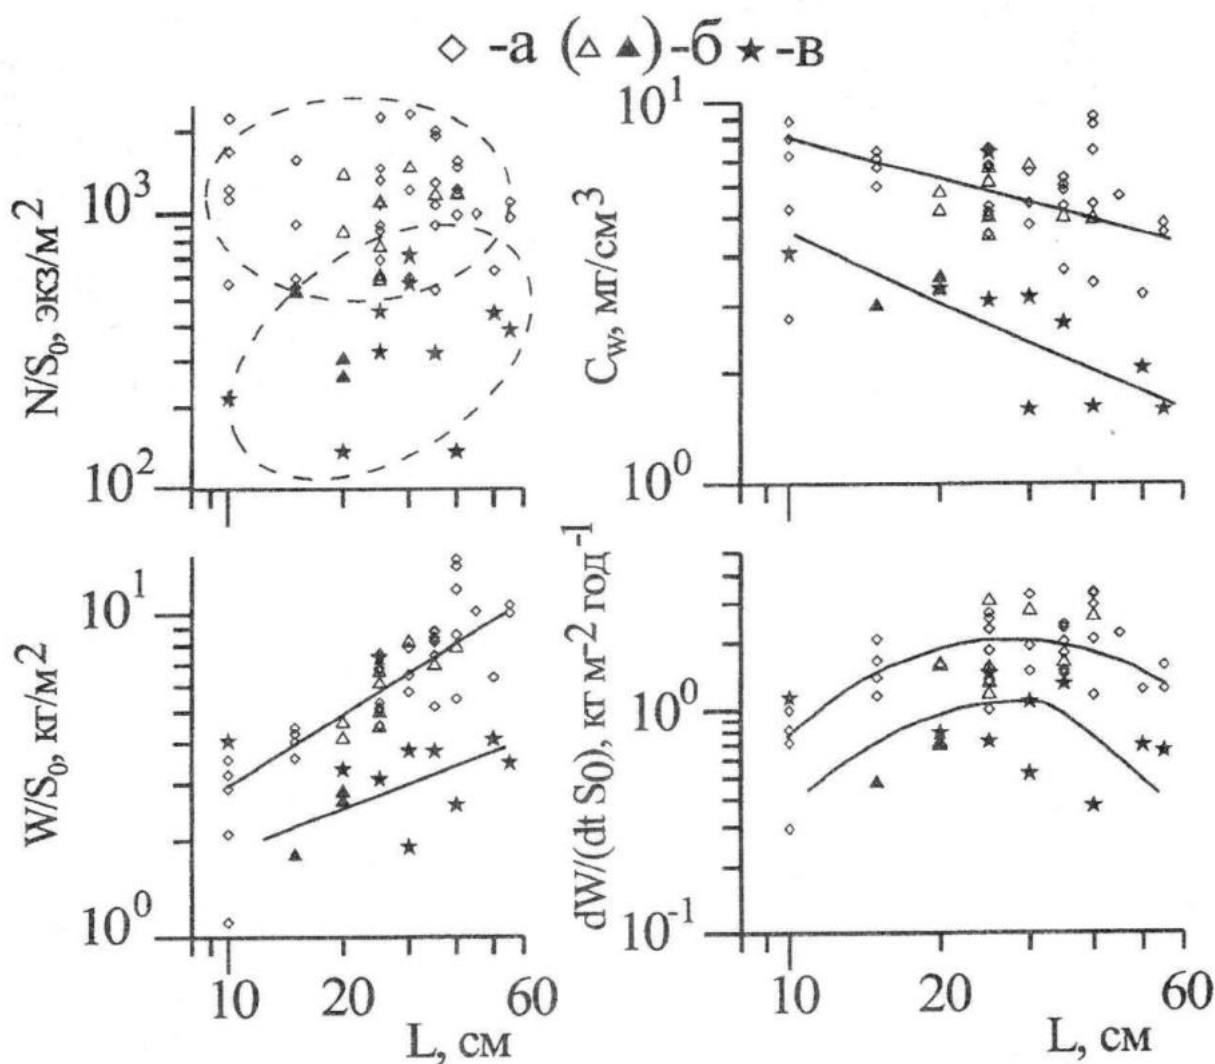 ◇ -а (△ ▲)-б ★ -в
N/S₀, экз/м²
10³
10²
C_w, мг/см³
10¹
10⁰
W/S₀, кг/м²
10¹
10⁰
10
20
60
L, см
dW/(dt S0), кг м⁻² год⁻¹
10⁰
10⁻¹
10
20
60
L, см